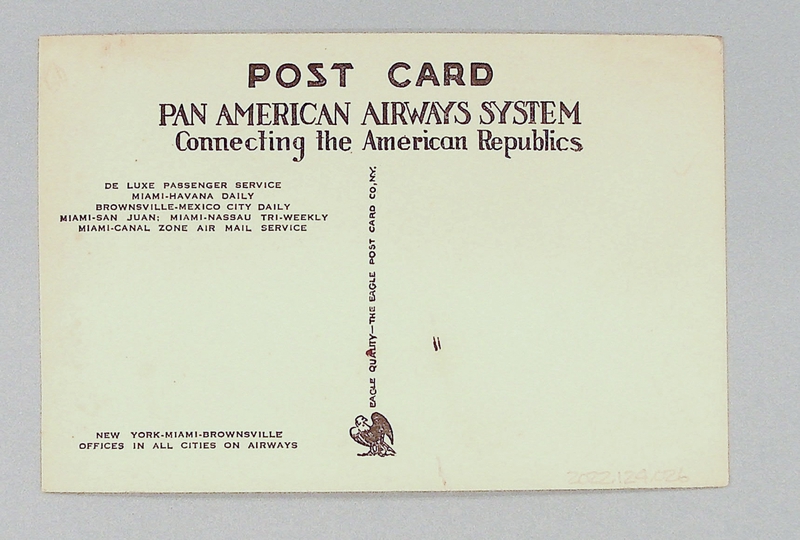 POST CARD
PAN AMERICAN AIRWAYS SYSTEM
Connecting the American Republics
DE LUXE PASSENGER SERVICE
MIAMI-HAVANA DAILY
BROWNSVILLE-MEXICO CITY DAILY
MIAMI-SAN JUAN; MIAMI-NASSAU TRI-WEEKLY
MIAMI-CANAL ZONE AIR MAIL SERVICE
EAGLE QUALITY—THE EAGLE POST CARD CO., N.Y.
NEW YORK-MIAMI-BROWNSVILLE
OFFICES IN ALL CITIES ON AIRWAYS